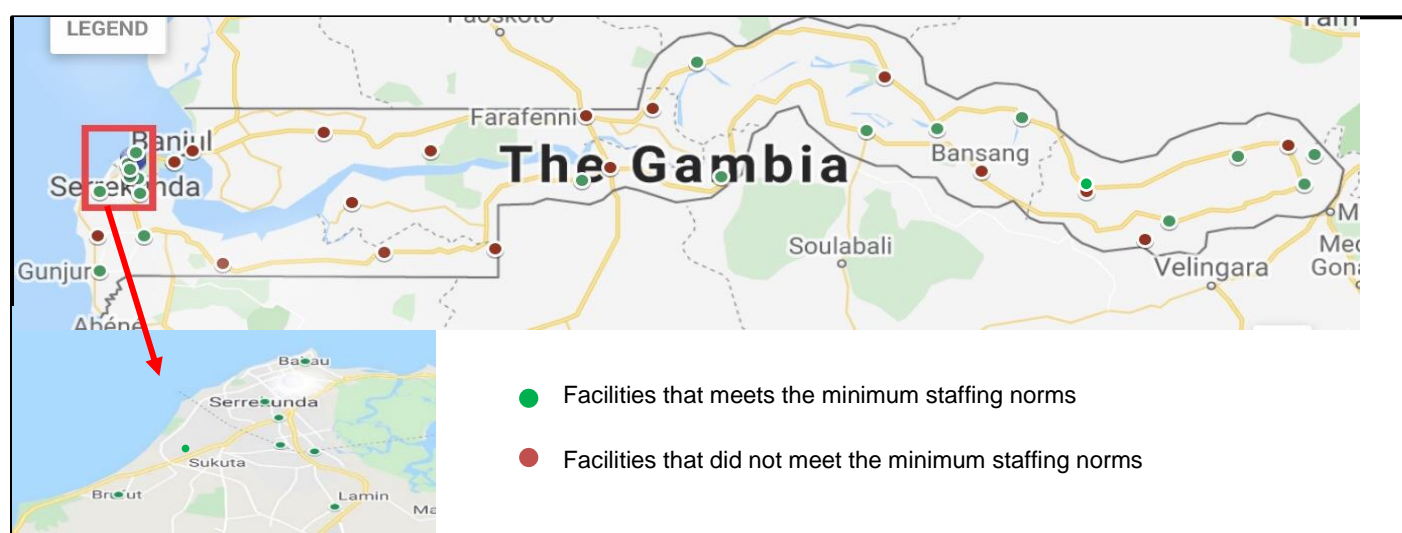 LEGEND
Farafenni
Banjul
The Gambia
Bansang
Serrekunda
Soulabali
Gunjur
Velingara
Abéné
Bakau
Serrekunda
Sukuta
Brufut
Lamin
Facilities that meets the minimum staffing norms
Facilities that did not meet the minimum staffing norms